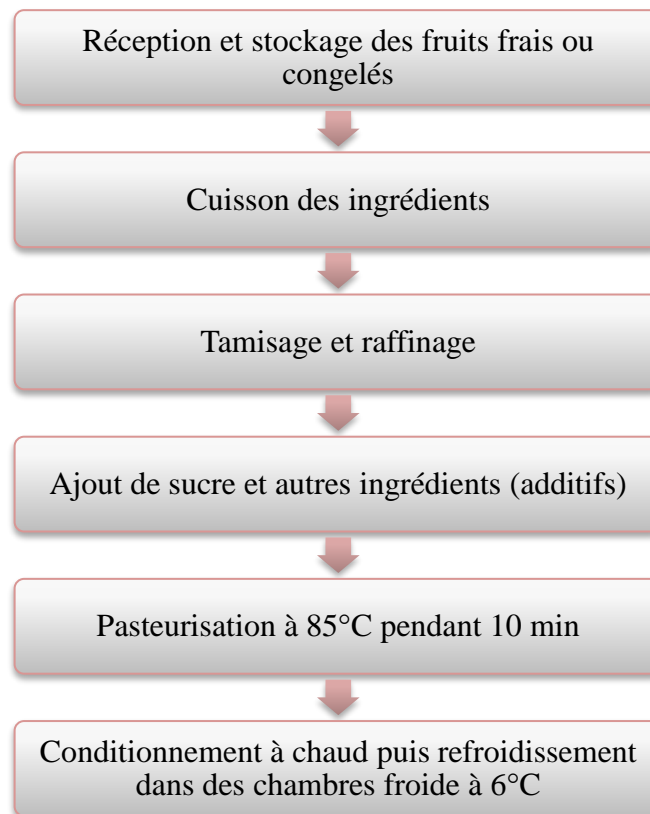 Réception et stockage des fruits frais ou
congelés
Cuisson des ingrédients
Tamisage et raffinage
Ajout de sucre et autres ingrédients (additifs)
Pasteurisation à 85°C pendant 10 min
Conditionnement à chaud puis refroidissement
dans des chambres froide à 6°C